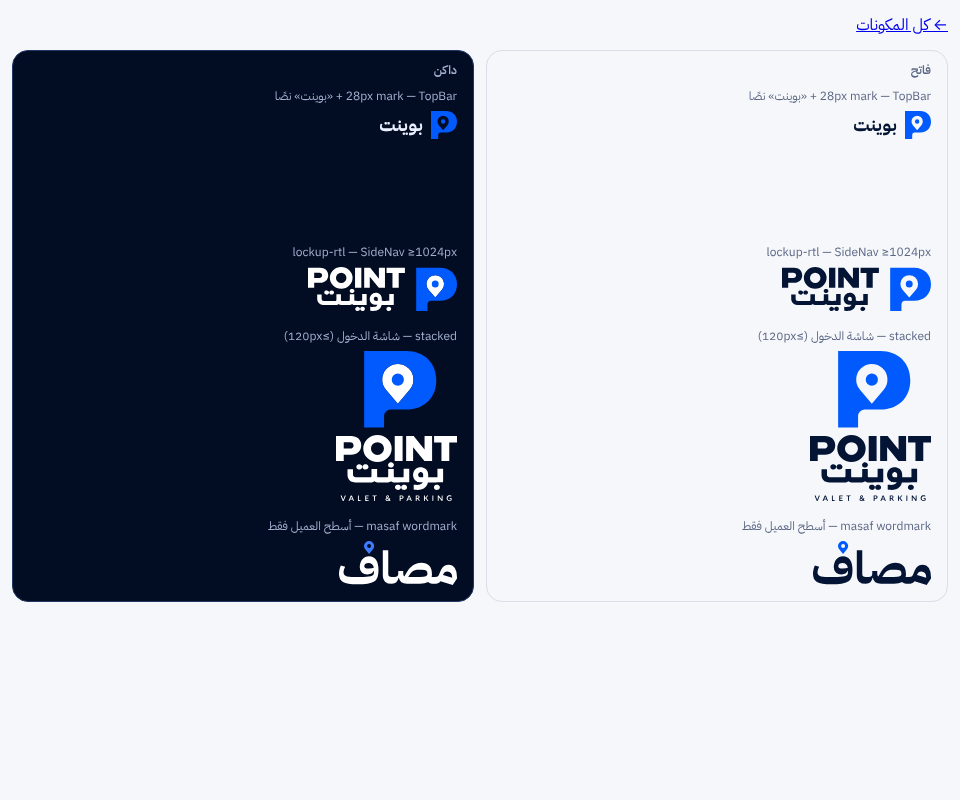 ← كل المكونات
فاتح
TopBar — 28px mark + «بوينت» نصًا
بوينت
lockup-rtl — SideNav ≥1024px
POINT
بوينت
stacked — شاشة الدخول (≥120px)
POINT
بوينت
VALET & PARKING
masaf wordmark — أسطح العميل فقط
مصاف
داكن
TopBar — 28px mark + «بوينت» نصًا
بوينت
lockup-rtl — SideNav ≥1024px
POINT
بوينت
stacked — شاشة الدخول (≥120px)
POINT
بوينت
VALET & PARKING
masaf wordmark — أسطح العميل فقط
مصاف